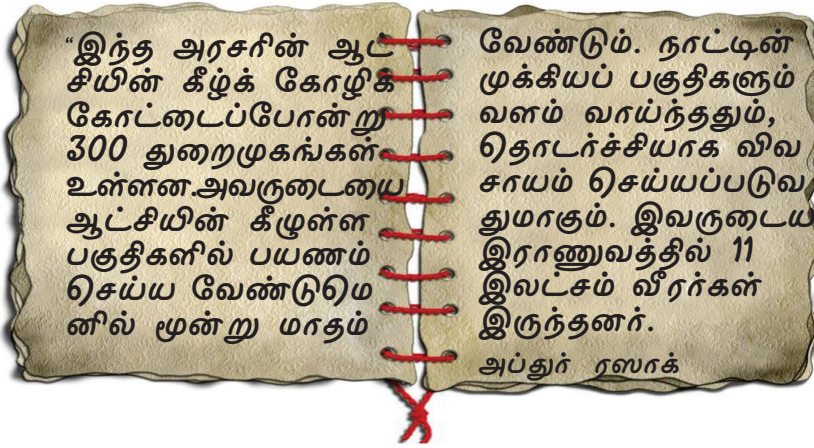 “இந்த அரசரின் ஆட்
சியின் கீழ்க் கோழிக்
கோட்டைப்போன்று
300 துறைமுகங்கள்
உள்ளன.அவருடையை
ஆட்சியின் கீழுள்ள
பகுதிகளில் பயணம்
செய்ய வேண்டுமெ
னில் மூன்று மாதம்
வேண்டும். நாட்டின்
முக்கியப் பகுதிகளும்
வளம் வாய்ந்ததும்,
தொடர்ச்சியாக விவ
சாயம் செய்யப்படுவ
துமாகும். இவருடைய
இராணுவத்தில் 11
இலட்சம் வீரர்கள்
இருந்தனர்.
அப்துர் ரஸாக்